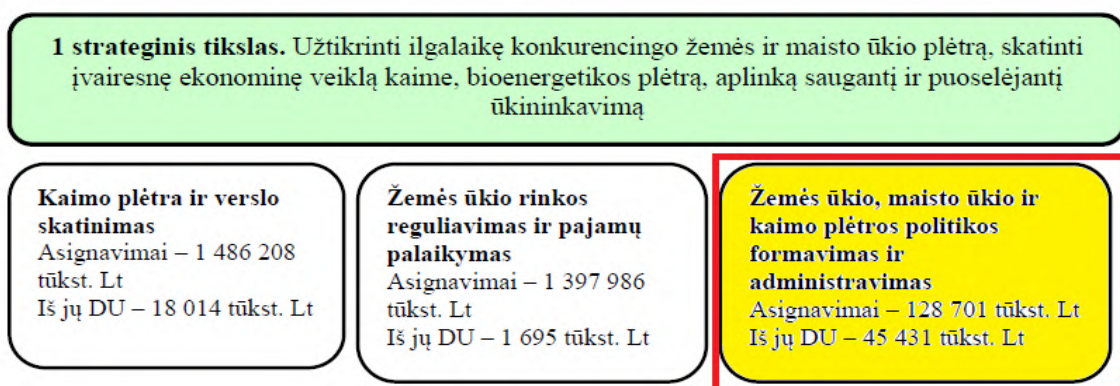 1 strateginis tikslas. Užtikrinti ilgalaikę konkurencingo žemės ir maisto ūkio plėtrą, skatinti
įvairesnę ekonominę veiklą kaime, bioenergetikos plėtrą, aplinką saugantį ir puoselėjantį
ūkininkavimą
Kaimo plėtra ir verslo
skatinimas
Asignavimai – 1 486 208
tūkst. Lt
Iš jų DU – 18 014 tūkst. Lt
Žemės ūkio rinkos
reguliavimas ir pajamų
palaikymas
Asignavimai – 1 397 986
tūkst. Lt
Iš jų DU – 1 695 tūkst. Lt
Žemės ūkio, maisto ūkio ir
kaimo plėtros politikos
formavimas ir
administravimas
Asignavimai – 128 701 tūkst. Lt
Iš jų DU – 45 431 tūkst. Lt